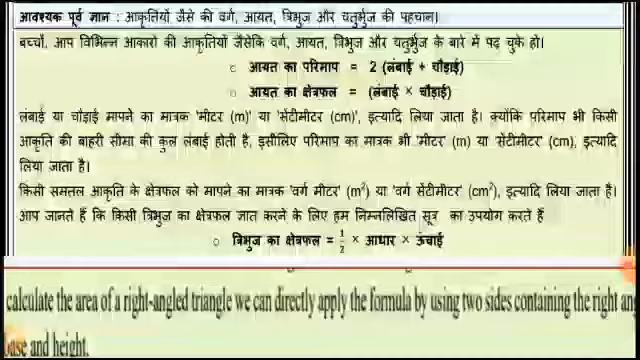 आवश्यक पूर्व ज्ञान : आकृतियों जैसे की वर्ग, आयत, त्रिभुज और चतुर्भुज की पहचान।
बच्चों, आप विभिन्न आकारों की आकृतियों जैसेकि वर्ग, आयत, त्रिभुज और चतुर्भुज के बारे में पढ़ चुके हो।
○ आयत का परिमाप = 2 (लंबाई + चौड़ाई)
○ आयत का क्षेत्रफल = (लंबाई × चौड़ाई)
लंबाई या चौड़ाई मापने का मात्रक 'मीटर (m)' या 'सेंटीमीटर (cm)', इत्यादि लिया जाता है। क्योंकि परिमाप भी किसी
आकृति की बाहरी सीमा की कुल लंबाई होती है, इसीलिए परिमाप का मात्रक भी 'मीटर' (m) या सेंटीमीटर' (cm), इत्यादि
लिया जाता है।
किसी समतल आकृति के क्षेत्रफल को मापने का मात्रक 'वर्ग मीटर' (m²) या 'वर्ग सेंटीमीटर' (cm²), इत्यादि लिया जाता है।
आप जानते हैं कि किसी त्रिभुज का क्षेत्रफल ज्ञात करने के लिए हम निम्नलिखित सूत्र का उपयोग करते हैं
○ त्रिभुज का क्षेत्रफल = 1/2 × आधार × ऊंचाई
calculate the area of a right-angled triangle we can directly apply the formula by using two sides containing the right an
base and height.